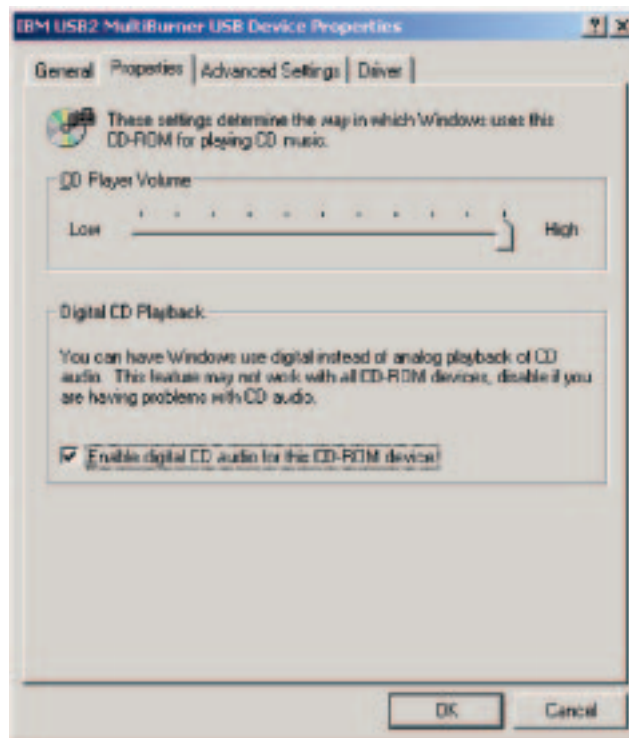 IBM USB2 MultiBurner USB Device Properties
General Properties Advanced Settings Driver
These settings determine the way in which Windows uses this
CD-ROM for playing CD music.
CD Player Volume
Low High
Digital CD Playback
You can have Windows use digital instead of analog playback of CD
audio. This feature may not work with all CD-ROM devices, disable if you
are having problems with CD audio.
Enable digital CD audio for this CD-ROM device!
OK Cancel